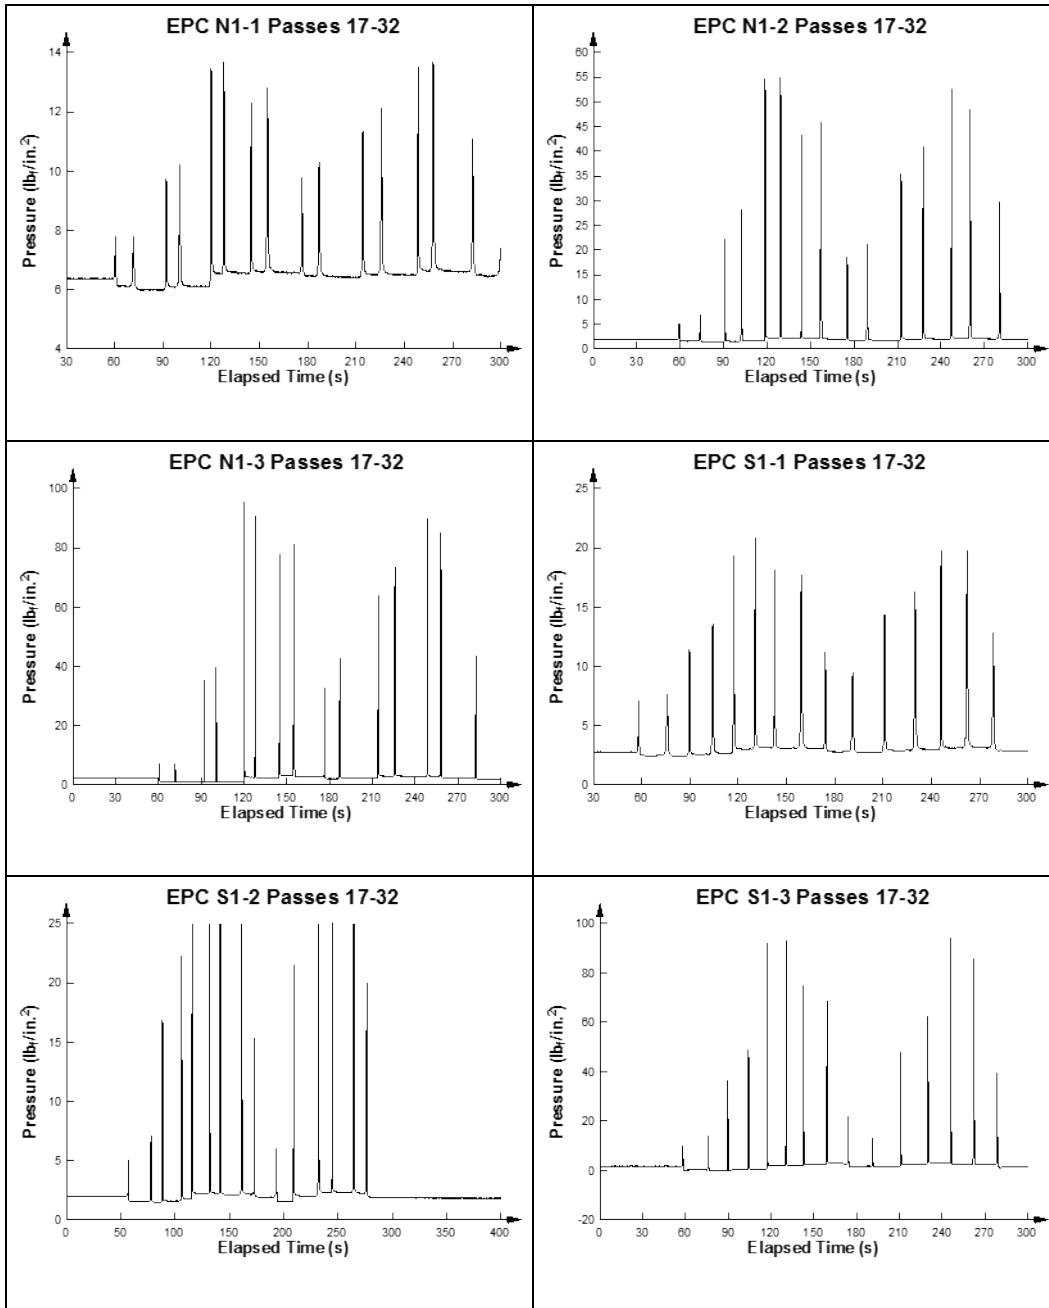 EPC N1-1 Passes 17-32
14
12
10
8
6
4
Pressure (lbf/in.²)
30 60 90 120 150 180 210 240 270 300
Elapsed Time (s)
EPC N1-2 Passes 17-32
60
55
50
45
40
35
30
25
20
15
10
5
0
Pressure (lbf/in.²)
0 30 60 90 120 150 180 210 240 270 300
Elapsed Time (s)
EPC N1-3 Passes 17-32
100
80
60
40
20
0
Pressure (lbf/in.²)
0 30 60 90 120 150 180 210 240 270 300
Elapsed Time (s)
EPC S1-1 Passes 17-32
25
20
15
10
5
0
Pressure (lbf/in.²)
30 60 90 120 150 180 210 240 270 300
Elapsed Time (s)
EPC S1-2 Passes 17-32
25
20
15
10
5
0
Pressure (lbf/in.²)
0 50 100 150 200 250 300 350 400
Elapsed Time (s)
EPC S1-3 Passes 17-32
100
80
60
40
20
0
-20
Pressure (lbf/in.²)
0 30 60 90 120 150 180 210 240 270 300
Elapsed Time (s)